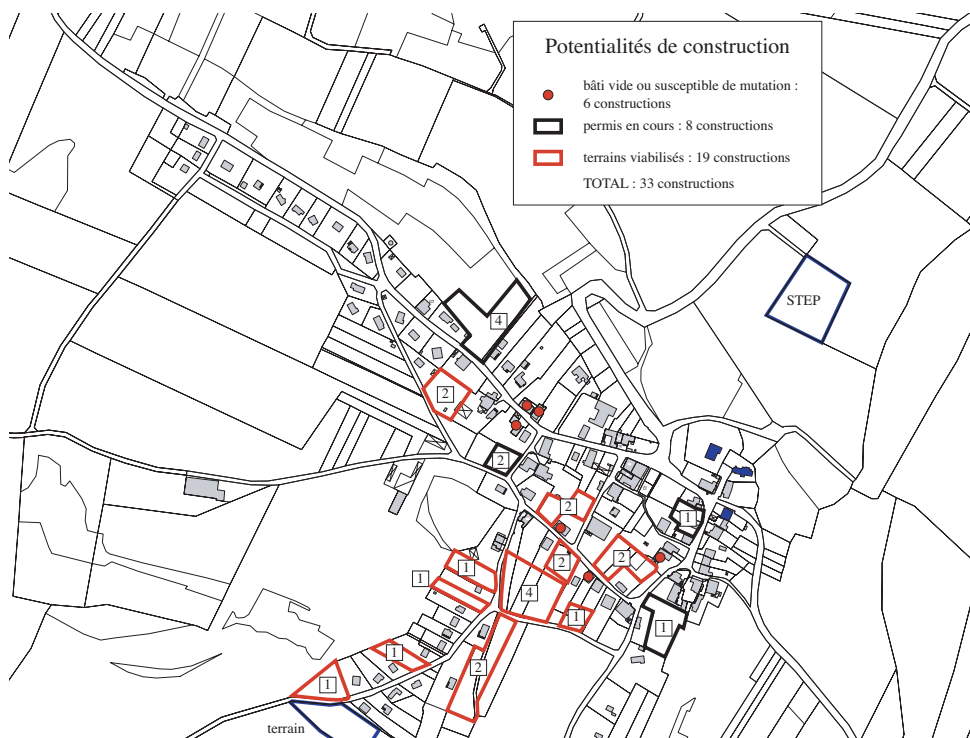 Potentialités de construction
bâti vide ou susceptible de mutation :
6 constructions
permis en cours : 8 constructions
terrains viabilisés : 19 constructions
TOTAL : 33 constructions
STEP
4
2
2
2
1
2
2
1
1
4
1
1
1
2
1
terrain